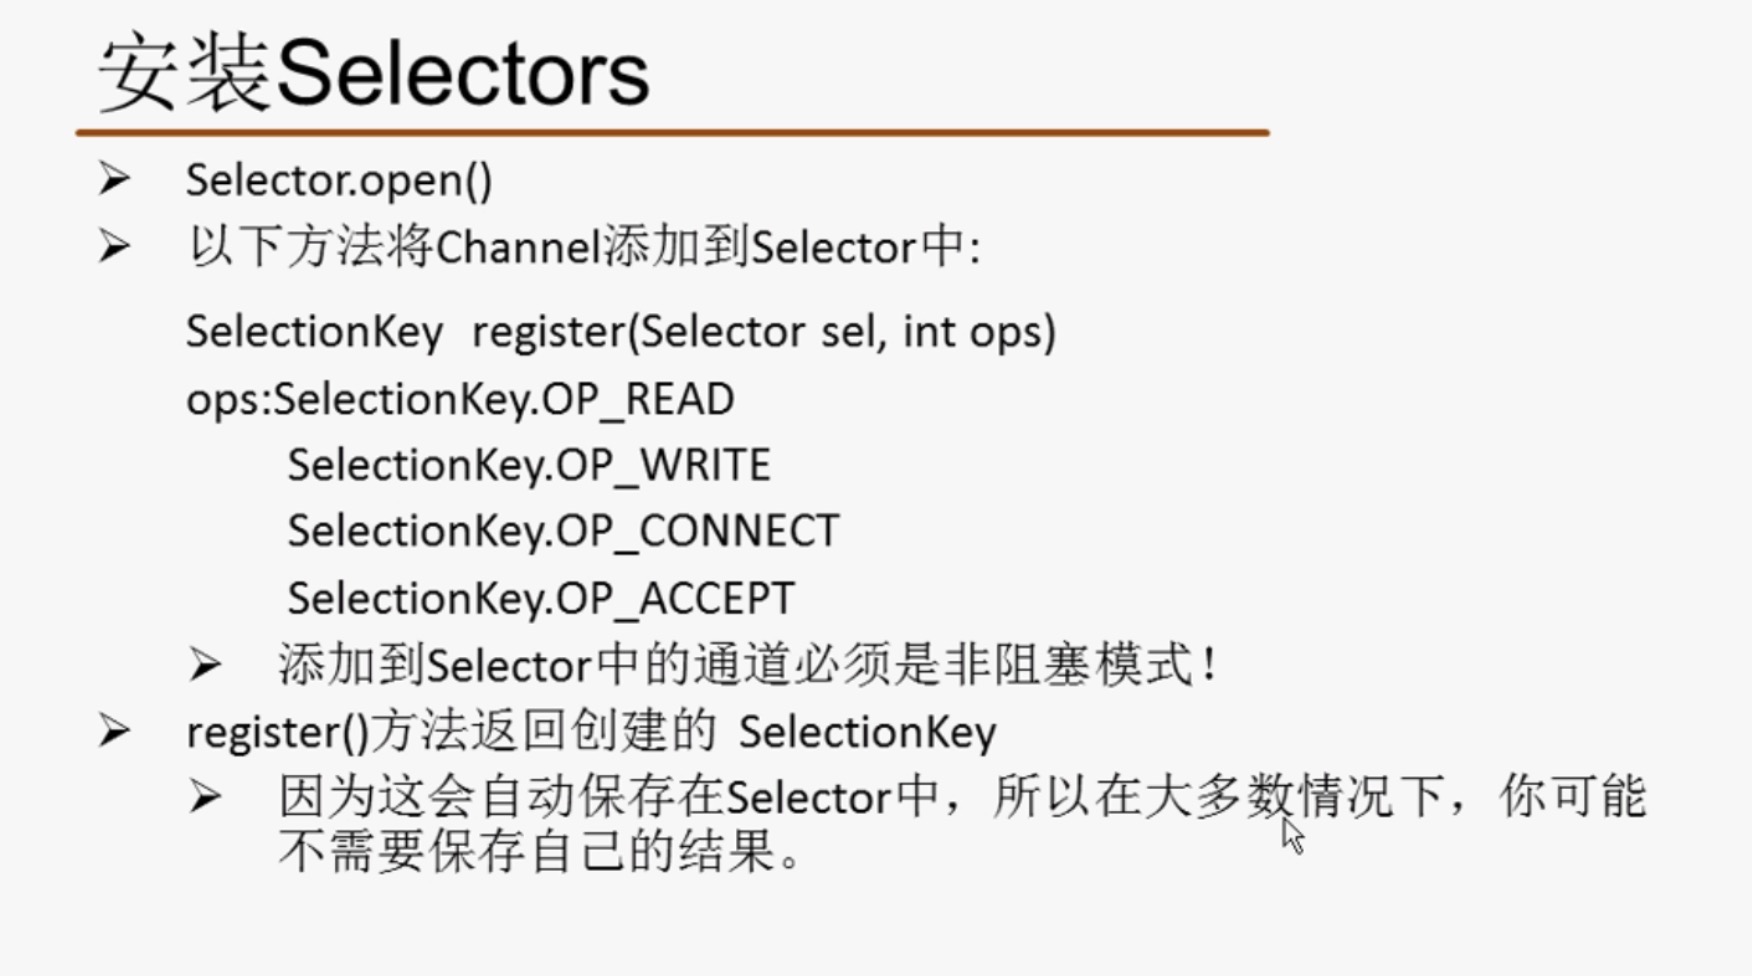 安装Selectors
Selector.open()
以下方法将Channel添加到Selector中:
SelectionKey register(Selector sel, int ops)
ops:SelectionKey.OP_READ
SelectionKey.OP_WRITE
SelectionKey.OP_CONNECT
SelectionKey.OP_ACCEPT
添加到Selector中的通道必须是非阻塞模式！
register()方法返回创建的 SelectionKey
因为这会自动保存在Selector中，所以在大多数情况下，你可能
不需要保存自己的结果。